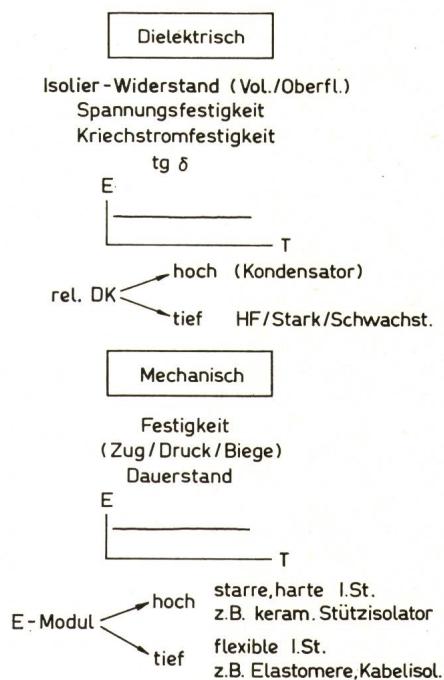 Dielektrisch
Isolier-Widerstand (Vol./Oberfl.)
Spannungsfestigkeit
Kriechstromfestigkeit
tg δ
E
T
rel. DK
hoch (Kondensator)
tief HF/Stark/Schwachst.
Mechanisch
Festigkeit
(Zug/Druck/Biege)
Dauerstand
E
T
E-Modul
hoch
starre,harte I.St.
z.B. keram. Stützisolator
tief
flexible I.St.
z.B. Elastomere,Kabelisol.